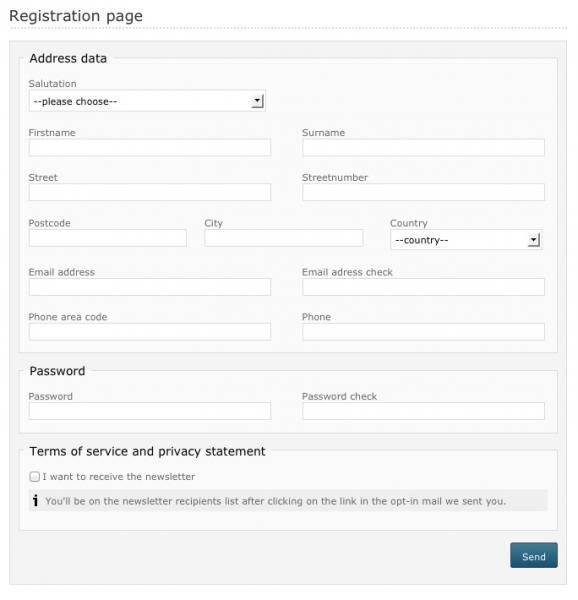 Registration page
Address data
Salutation
--please choose--
Firstname Surname
Street Streetnumber
Postcode City Country
--country--
Email address Email adress check
Phone area code Phone
Password
Password Password check
Terms of service and privacy statement
I want to receive the newsletter
i You'll be on the newsletter recipients list after clicking on the link in the opt-in mail we sent you.
Send